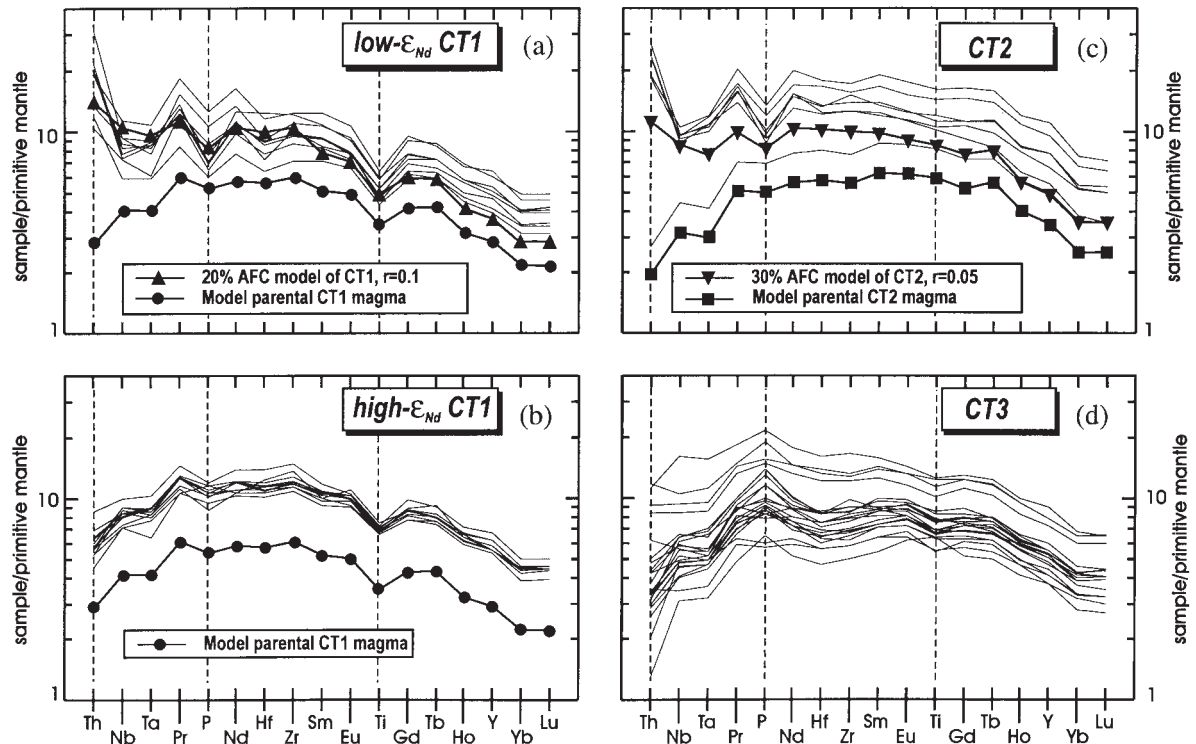 low-εNd CT1 (a)
10
1
sample/primitive mantle
20% AFC model of CT1, r=0.1
Model parental CT1 magma
CT2 (c)
10
1
sample/primitive mantle
30% AFC model of CT2, r=0.05
Model parental CT2 magma
high-εNd CT1 (b)
10
1
sample/primitive mantle
Model parental CT1 magma
Th Nb Ta Pr P Nd Hf Zr Sm Eu Ti Gd Tb Ho Y Yb Lu
CT3 (d)
10
1
sample/primitive mantle
Th Nb Ta Pr P Nd Hf Zr Sm Eu Ti Gd Tb Ho Y Yb Lu